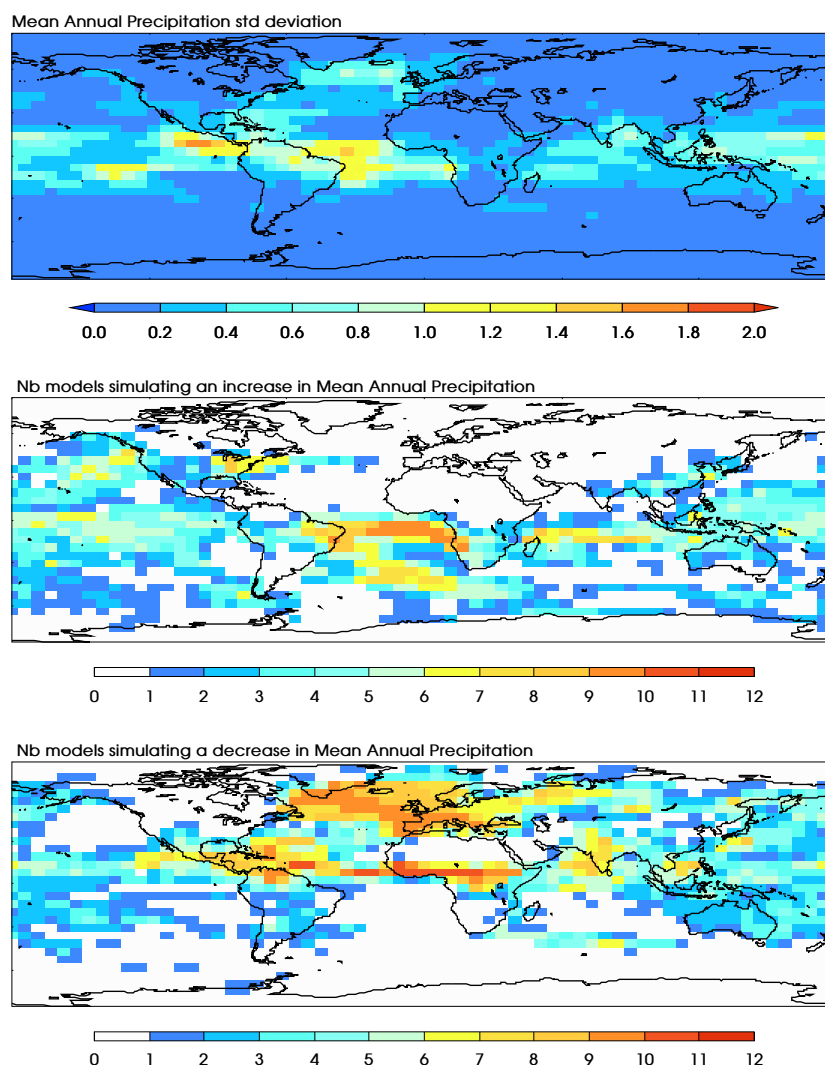 Mean Annual Precipitation std deviation
0.0 0.2 0.4 0.6 0.8 1.0 1.2 1.4 1.6 1.8 2.0
Nb models simulating an increase in Mean Annual Precipitation
0 1 2 3 4 5 6 7 8 9 10 11 12
Nb models simulating a decrease in Mean Annual Precipitation
0 1 2 3 4 5 6 7 8 9 10 11 12